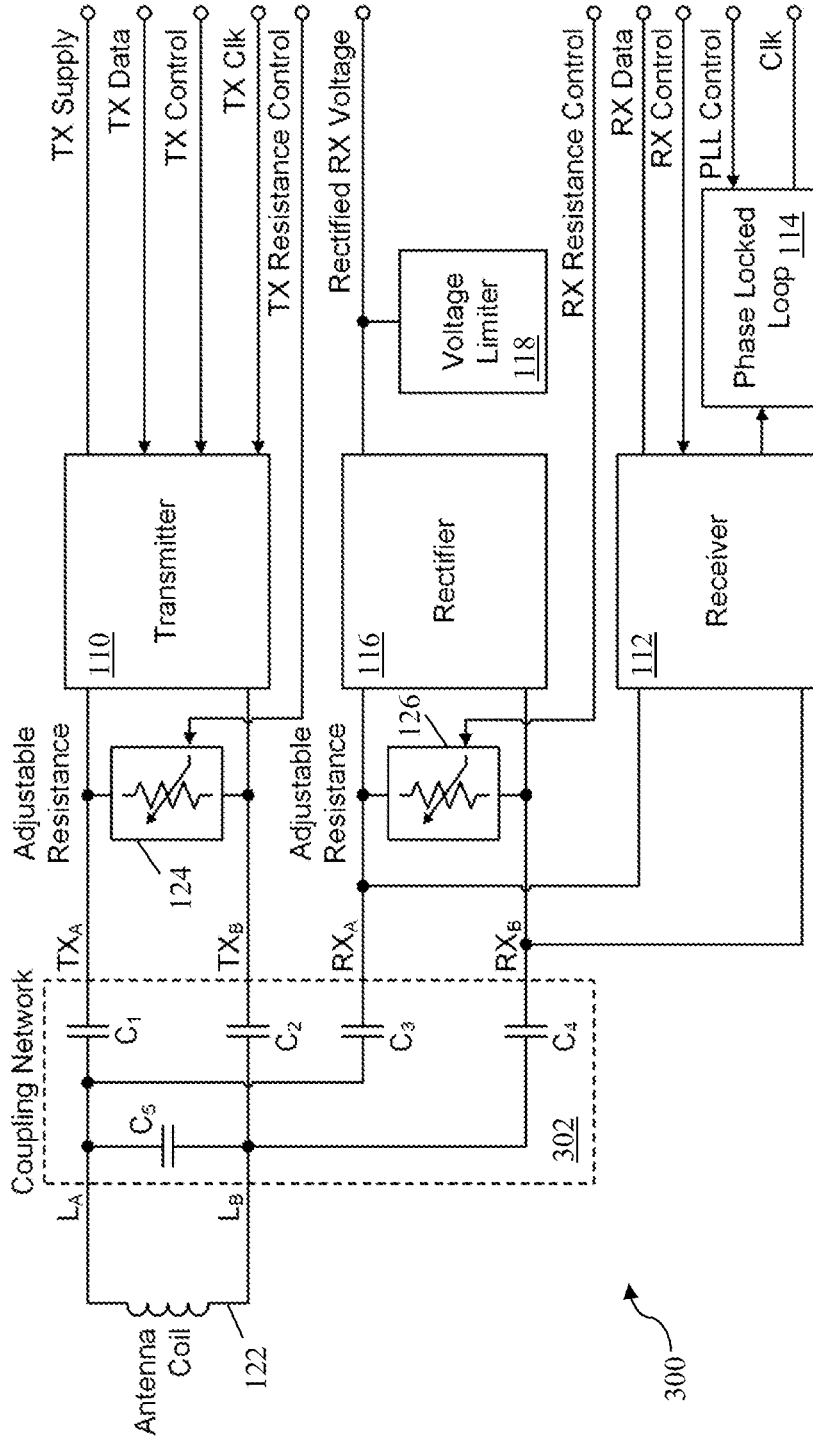 TX Supply
TX Data
TX Control
TX Clk
TX Resistance Control
Rectified RX Voltage
RX Resistance Control
RX Data
RX Control
PLL Control
Clk
Voltage
Limiter
118
Phase Locked
Loop 114
110
Transmitter
116
Rectifier
112
Receiver
Adjustable
Resistance
124
Adjustable
Resistance
126
TXA
TXB
RXA
RXB
Coupling Network
C1
C2
C3
C4
C5
302
LA
LB
Antenna
Coil
122
300